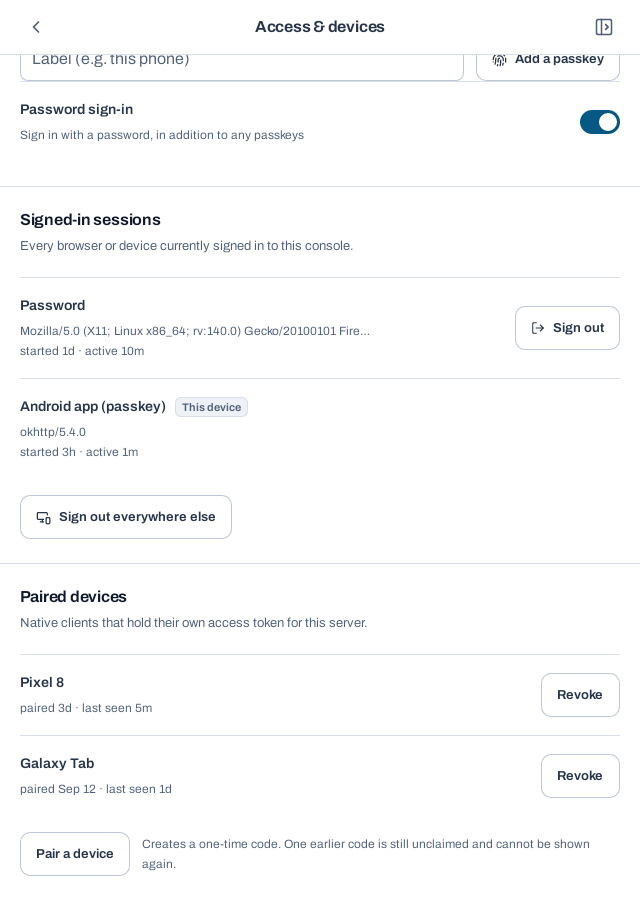 Access & devices
Label (e.g. this phone)
Add a passkey
Password sign-in
Sign in with a password, in addition to any passkeys
Signed-in sessions
Every browser or device currently signed in to this console.
Password
Mozilla/5.0 (X11; Linux x86_64; rv:140.0) Gecko/20100101 Fire…
started 1d · active 10m
Sign out
Android app (passkey) This device
okhttp/5.4.0
started 3h · active 1m
Sign out everywhere else
Paired devices
Native clients that hold their own access token for this server.
Pixel 8
paired 3d · last seen 5m
Revoke
Galaxy Tab
paired Sep 12 · last seen 1d
Revoke
Pair a device
Creates a one-time code. One earlier code is still unclaimed and cannot be shown
again.